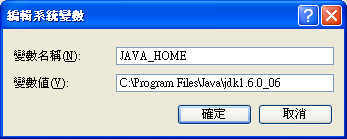 編輯系統變數
變數名稱(N):
JAVA_HOME
變數值(V):
C:\Program Files\Java\jdk1.6.0_06
確定
取消